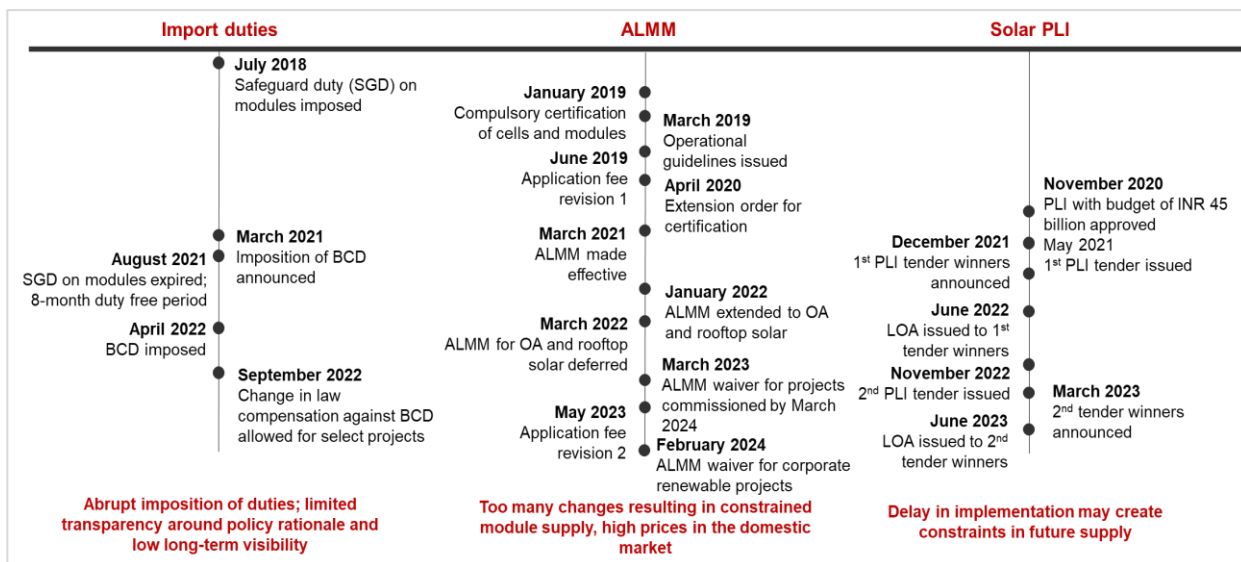 Import duties
July 2018
Safeguard duty (SGD) on
modules imposed
March 2021
Imposition of BCD
announced
August 2021
SGD on modules expired;
8-month duty free period
April 2022
BCD imposed
September 2022
Change in law
compensation against BCD
allowed for select projects
Abrupt imposition of duties; limited
transparency around policy rationale and
low long-term visibility
ALMM
January 2019
Compulsory certification
of cells and modules
March 2019
Operational
guidelines issued
June 2019
Application fee
revision 1
April 2020
Extension order for
certification
March 2021
ALMM made
effective
January 2022
ALMM extended to OA
and rooftop solar
March 2022
ALMM for OA and rooftop
solar deferred
March 2023
ALMM waiver for projects
commissioned by March
2024
May 2023
Application fee
revision 2
February 2024
ALMM waiver for corporate
renewable projects
Too many changes resulting in constrained
module supply, high prices in the domestic
market
Solar PLI
November 2020
PLI with budget of INR 45
billion approved
May 2021
1st PLI tender issued
December 2021
1st PLI tender winners
announced
June 2022
LOA issued to 1st
tender winners
November 2022
2nd PLI tender issued
March 2023
2nd tender winners
announced
June 2023
LOA issued to 2nd
tender winners
Delay in implementation may create
constraints in future supply